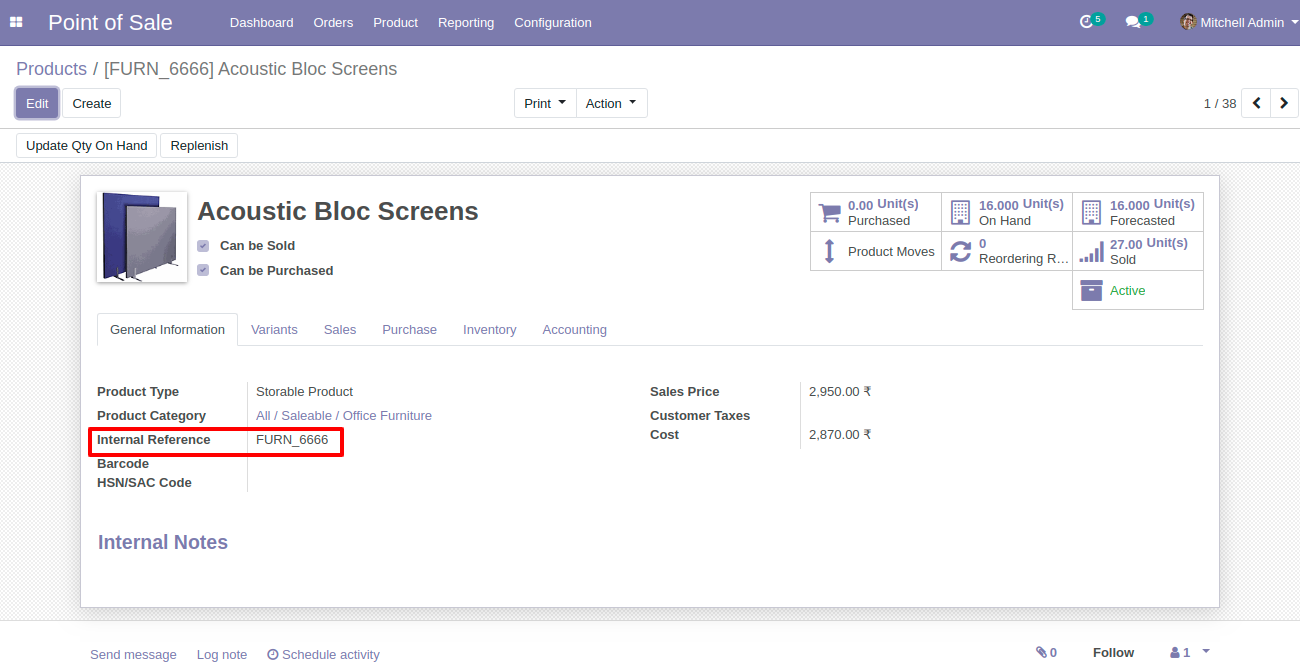 Point of Sale Dashboard Orders Product Reporting Configuration 5 1 Mitchell Admin
Products / [FURN_6666] Acoustic Bloc Screens
Edit Create Print Action 1 / 38
Update Qty On Hand Replenish
Acoustic Bloc Screens
Can be Sold
Can be Purchased
0.00 Unit(s) Purchased
16.000 Unit(s) On Hand
16.000 Unit(s) Forecasted
Product Moves
0 Reordering R...
27.00 Unit(s) Sold
Active
General Information Variants Sales Purchase Inventory Accounting
Product Type Storable Product
Product Category All / Saleable / Office Furniture
Internal Reference FURN_6666
Barcode
HSN/SAC Code
Sales Price 2,950.00 ₹
Customer Taxes
Cost 2,870.00 ₹
Internal Notes
Send message Log note Schedule activity 0 Follow 1